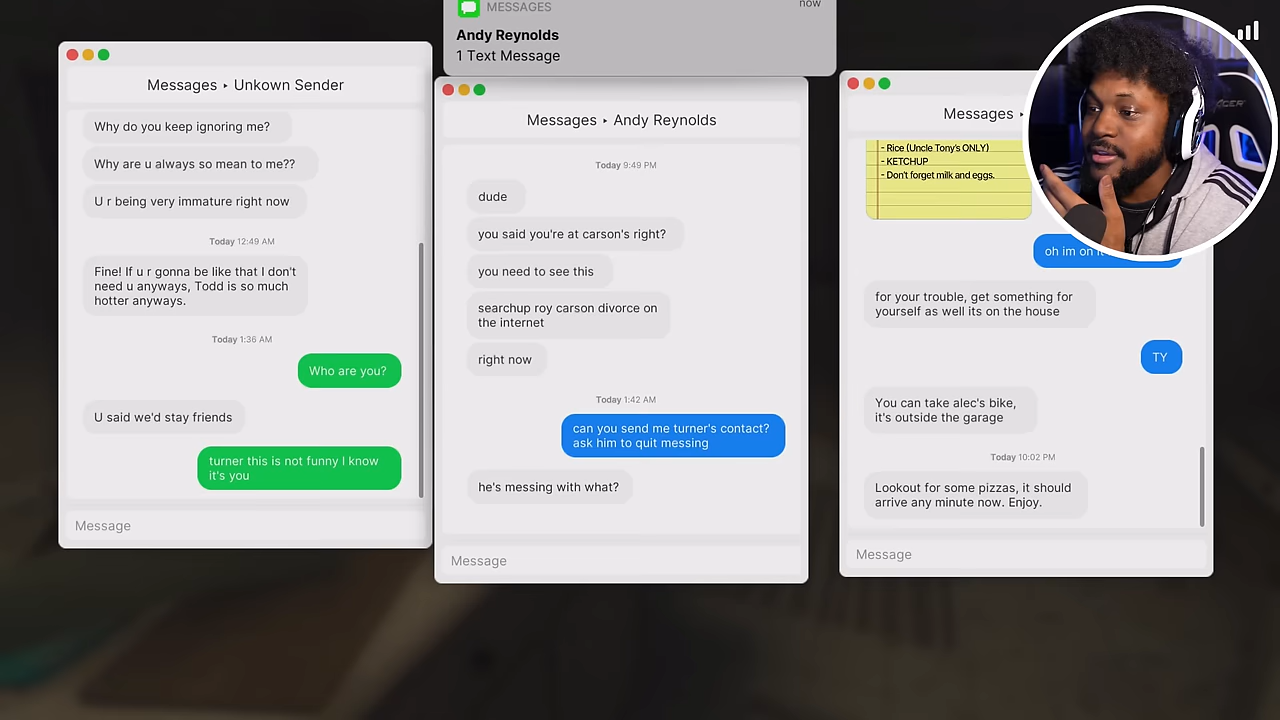 MESSAGES
now
Andy Reynolds
1 Text Message
Messages ▸ Unkown Sender
Why do you keep ignoring me?
Why are u always so mean to me??
U r being very immature right now
Today 12:49 AM
Fine! If u r gonna be like that I don't
need u anyways, Todd is so much
hotter anyways.
Today 1:36 AM
Who are you?
U said we'd stay friends
turner this is not funny I know
it's you
Message
Messages ▸ Andy Reynolds
Today 9:49 PM
dude
you said you're at carson's right?
you need to see this
searchup roy carson divorce on
the internet
right now
Today 1:42 AM
can you send me turner's contact?
ask him to quit messing
he's messing with what?
Message
Messages ▸
- Rice (Uncle Tony's ONLY)
- KETCHUP
- Don't forget milk and eggs.
oh im on
for your trouble, get something for
yourself as well its on the house
TY
You can take alec's bike,
it's outside the garage
Today 10:02 PM
Lookout for some pizzas, it should
arrive any minute now. Enjoy.
Message